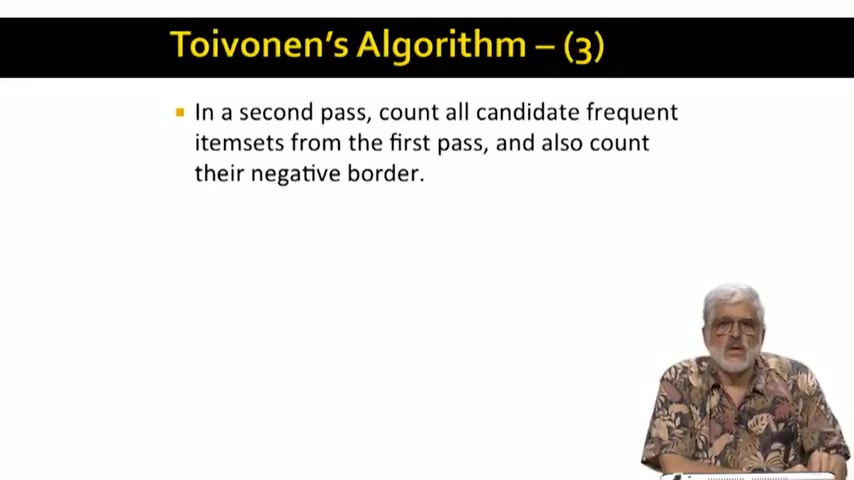 Toivonen's Algorithm – (3)
In a second pass, count all candidate frequent
itemsets from the first pass, and also count
their negative border.